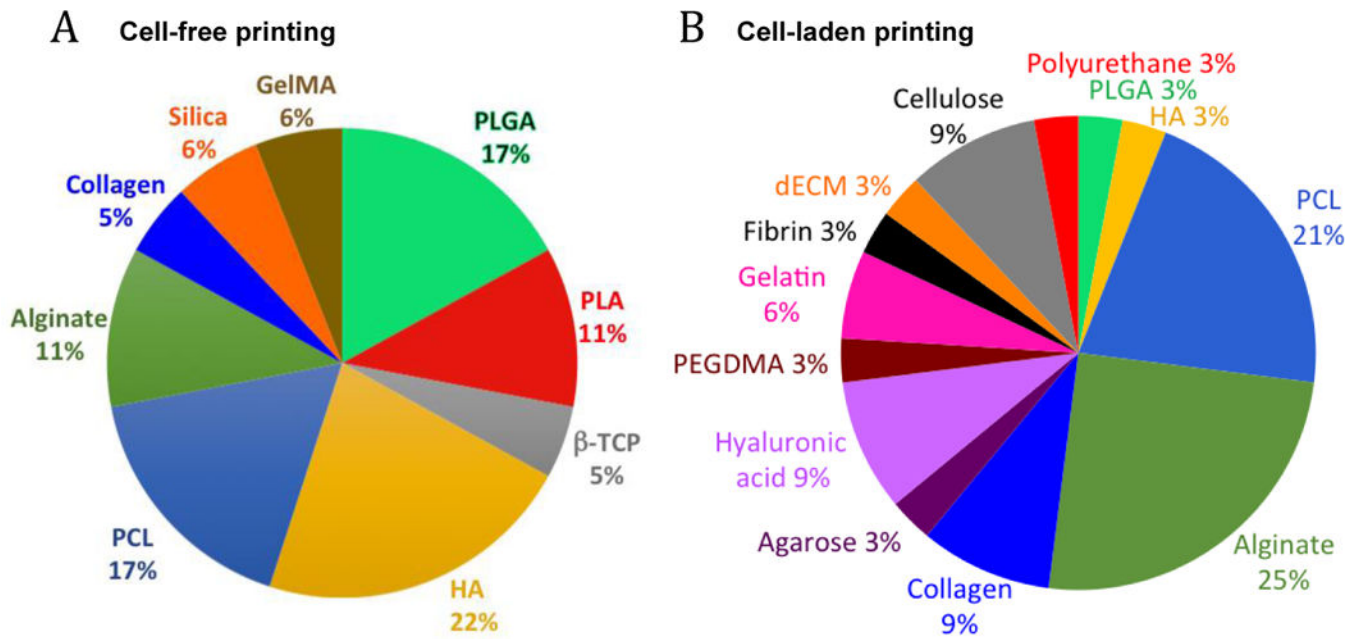 A Cell-free printing
GelMA
6%
PLGA
17%
Silica
6%
Collagen
5%
PLA
11%
Alginate
11%
β-TCP
5%
PCL
17%
HA
22%
B Cell-laden printing
Polyurethane 3%
PLGA 3%
HA 3%
Cellulose
9%
dECM 3%
PCL
21%
Fibrin 3%
Gelatin
6%
PEGDMA 3%
Hyaluronic
acid 9%
Agarose 3%
Alginate
25%
Collagen
9%